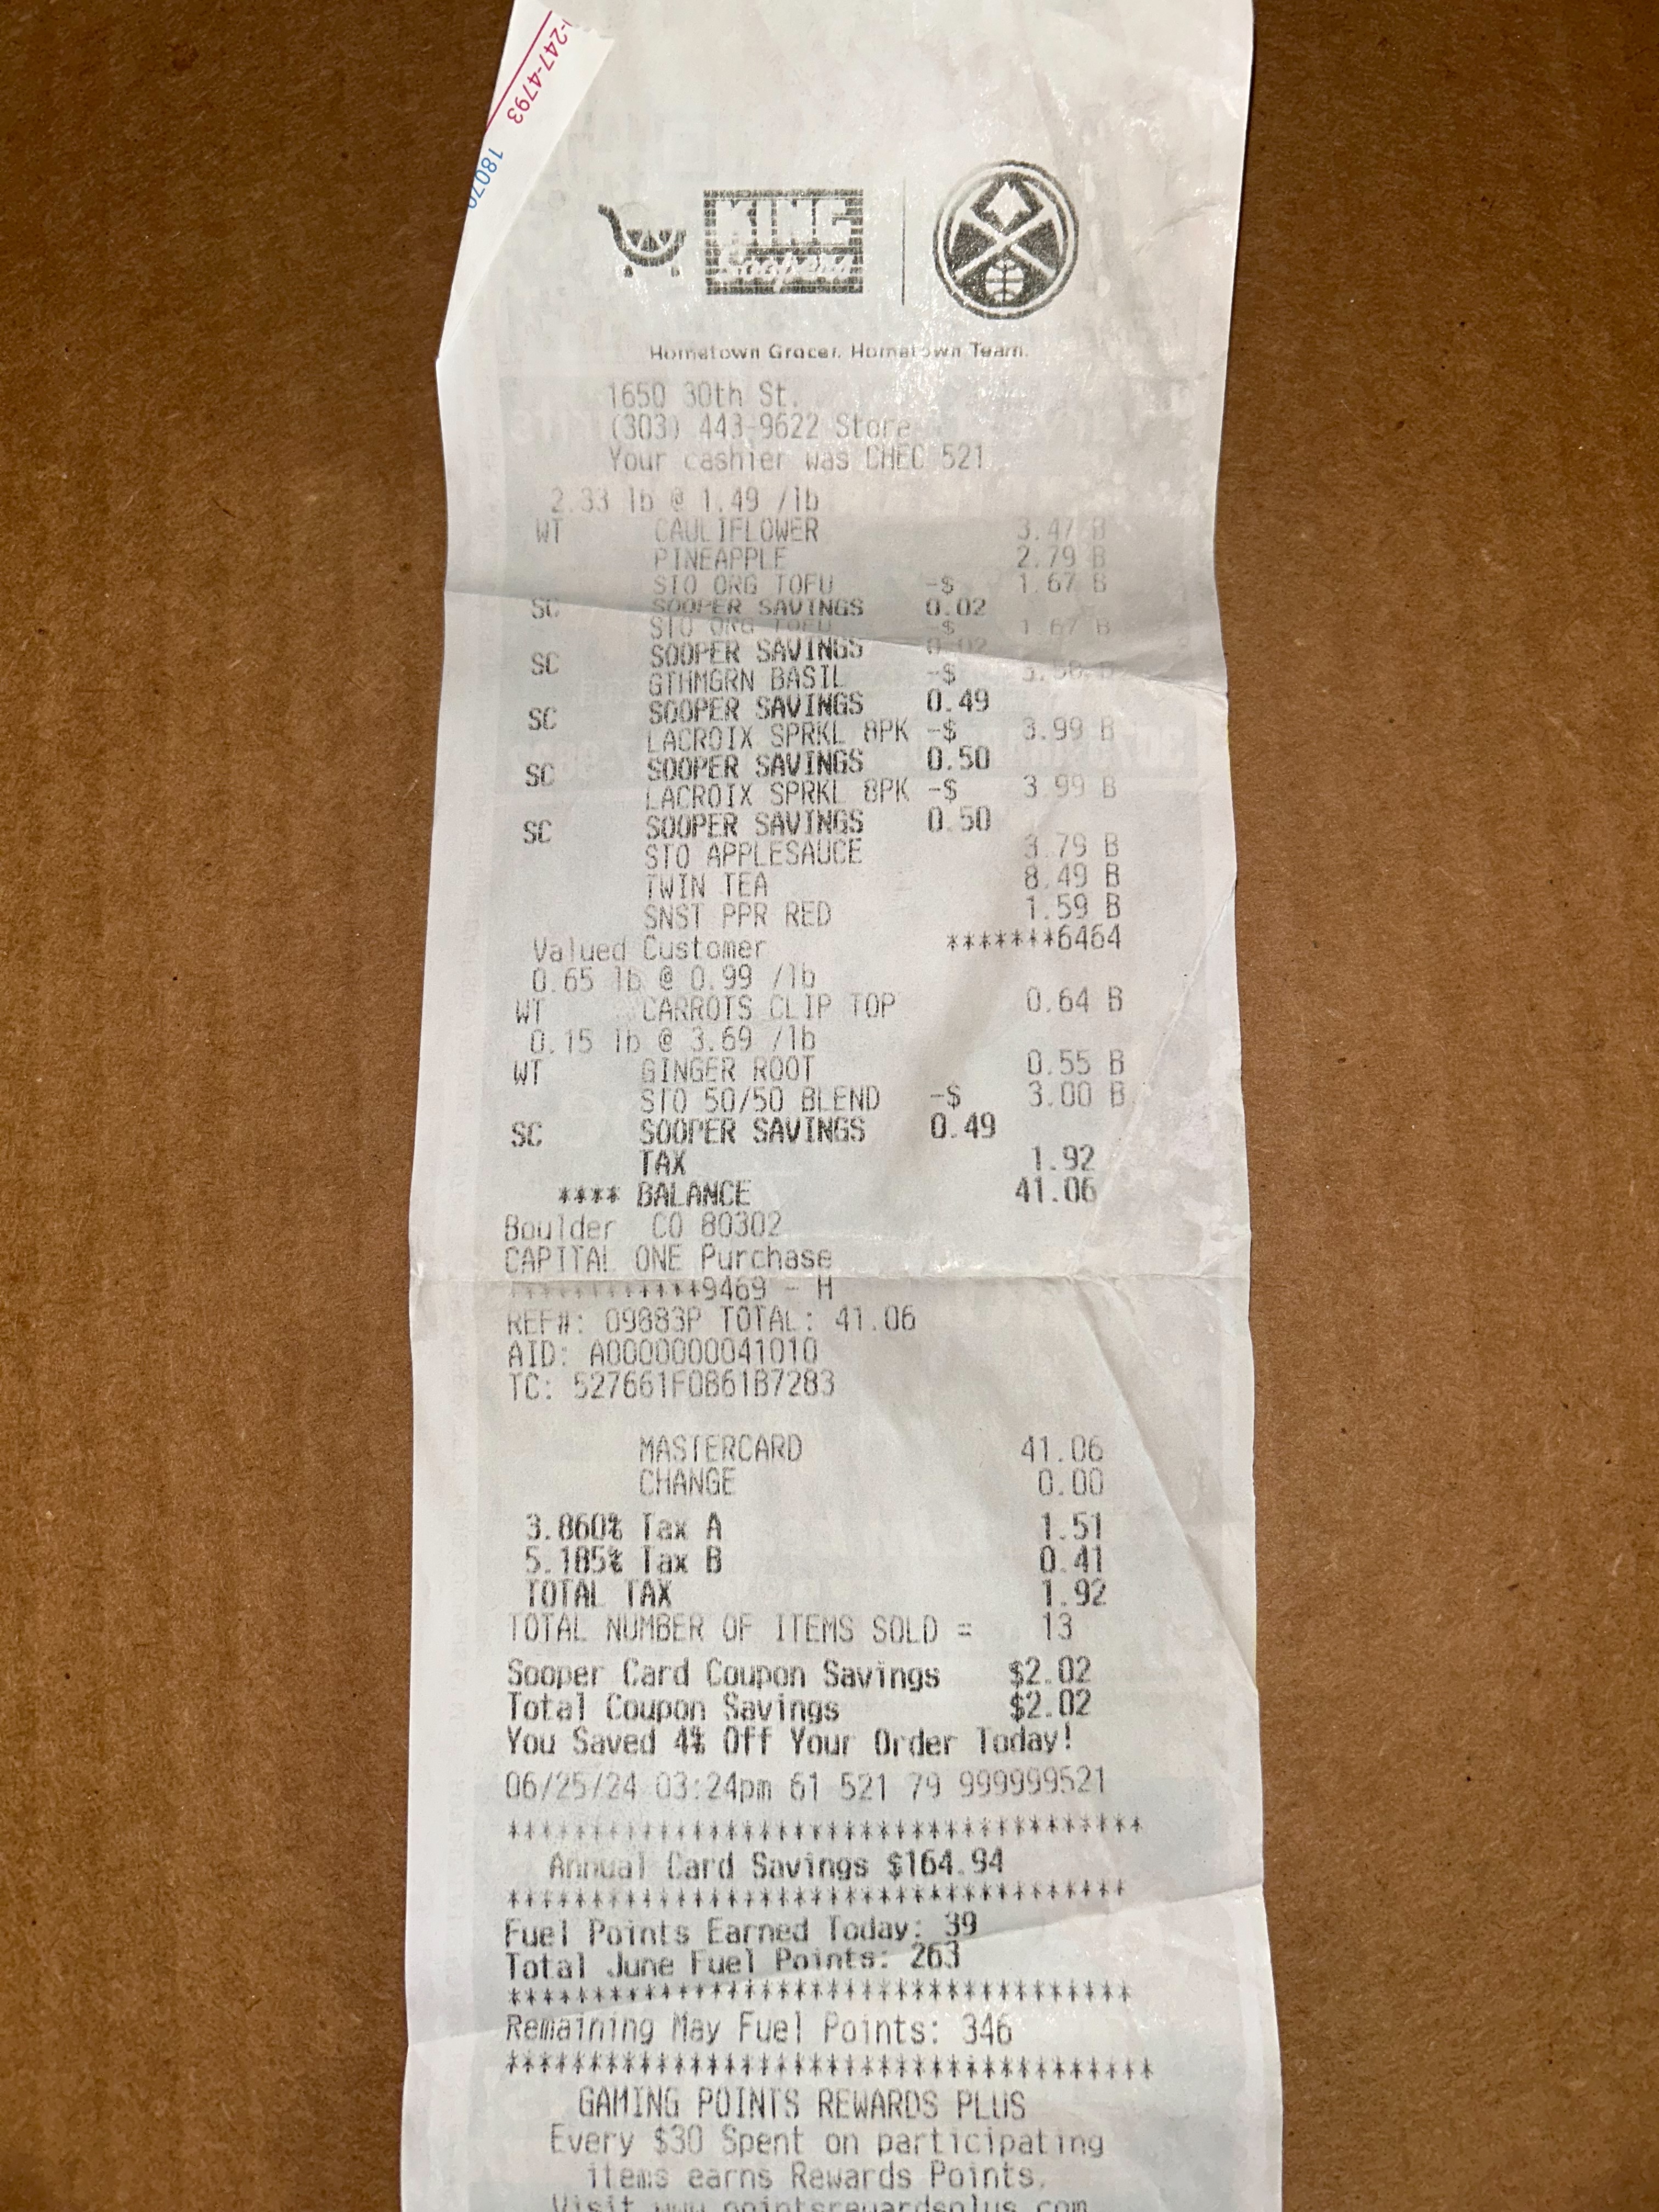 -247-4793
18070
KING
Soopers
Hometown Grocer. Hometown Team.
1650 30th St.
(303) 443-9622 Store
Your cashier was CHEC 521
2.33 lb @ 1.49 /lb
WT CAULIFLOWER 3.47 B
PINEAPPLE 2.79 B
STO ORG TOFU -$ 1.67 B
SC SOOPER SAVINGS 0.02
STO ORG TOFU -$ 1.67 B
SC SOOPER SAVINGS 0.02
GTHMGRN BASIL -$ B
SC SOOPER SAVINGS 0.49
LACROIX SPRKL 8PK -$ 3.99 B
SC SOOPER SAVINGS 0.50
LACROIX SPRKL 8PK -$ 3.99 B
SC SOOPER SAVINGS 0.50
STO APPLESAUCE 3.79 B
TWIN TEA 8.49 B
SNST PPR RED 1.59 B
Valued Customer *******6464
0.65 lb @ 0.99 /lb
WT CARROTS CLIP TOP 0.64 B
0.15 lb @ 3.69 /lb
WT GINGER ROOT 0.55 B
STO 50/50 BLEND -$ 3.00 B
SC SOOPER SAVINGS 0.49
TAX 1.92
**** BALANCE 41.06
Boulder CO 80302
CAPITAL ONE Purchase
************9469 - H
REF#: 09883P TOTAL: 41.06
AID: A0000000041010
TC: 527661F0B61B7283
MASTERCARD 41.06
CHANGE 0.00
3.860% Tax A 1.51
5.185% Tax B 0.41
TOTAL TAX 1.92
TOTAL NUMBER OF ITEMS SOLD = 13
Sooper Card Coupon Savings $2.02
Total Coupon Savings $2.02
You Saved 4% Off Your Order Today!
06/25/24 03:24pm 61 521 79 999999521
************************************
Annual Card Savings $164.94
************************************
Fuel Points Earned Today: 39
Total June Fuel Points: 263
************************************
Remaining May Fuel Points: 346
************************************
GAMING POINTS REWARDS PLUS
Every $30 Spent on participating
items earns Rewards Points.
Visit www.pointsrewardsplus.com